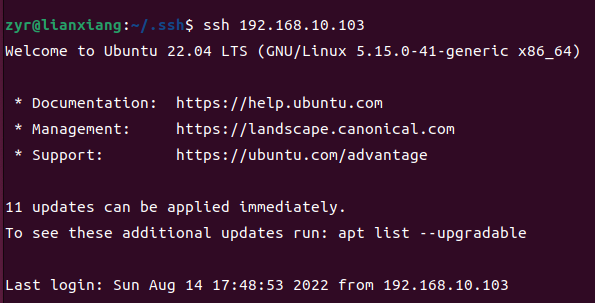 zyr@lianxiang:~/.ssh$ ssh 192.168.10.103
Welcome to Ubuntu 22.04 LTS (GNU/Linux 5.15.0-41-generic x86_64)
* Documentation:  https://help.ubuntu.com
* Management:     https://landscape.canonical.com
* Support:        https://ubuntu.com/advantage
11 updates can be applied immediately.
To see these additional updates run: apt list --upgradable
Last login: Sun Aug 14 17:48:53 2022 from 192.168.10.103